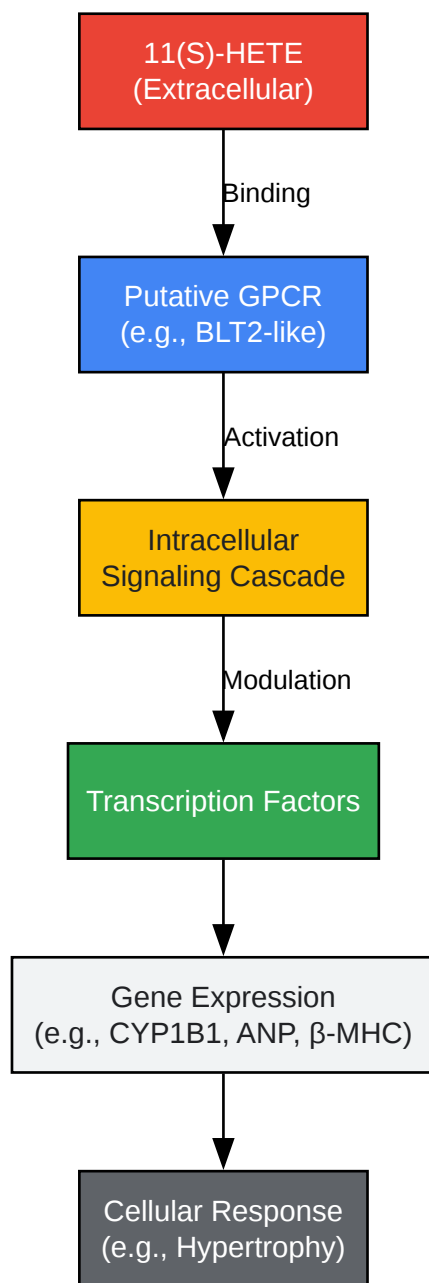 11(S)-HETE
(Extracellular)
Binding
Putative GPCR
(e.g., BLT2-like)
Activation
Intracellular
Signaling Cascade
Modulation
Transcription Factors
Gene Expression
(e.g., CYP1B1, ANP, β-MHC)
Cellular Response
(e.g., Hypertrophy)